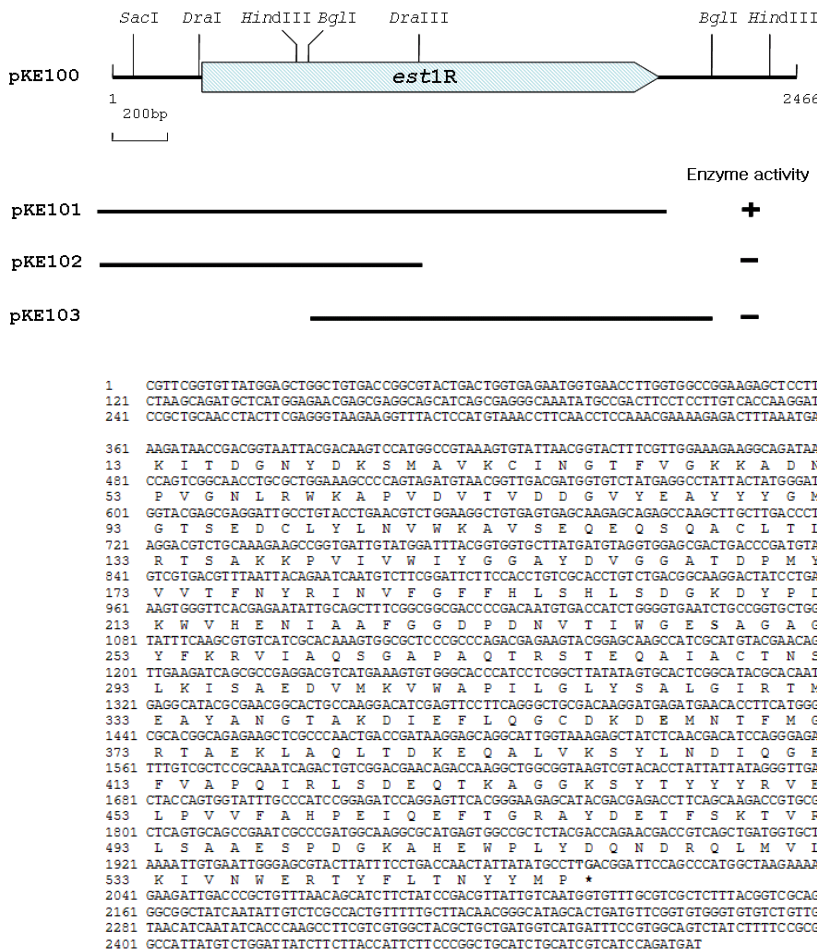 SacI DraI HindIII BglI DraIII BglI HindIII
pKE100
est1R
1
2466
200bp
Enzyme activity
pKE101 +
pKE102 −
pKE103 −
1 CGTTCGGTGTTATGGAGCTGGCTGTGACCGGCGTACTGACTGGTGAGAATGGTGAACCTTGGTGGCCGGAAGAGCTCCTT
121 CTAAGCAGATGCTCATGGAGAACGAGCGAGGCAGCATCAGCGAGGGCAAATATGCCGACTTCCTCCTTGTCACCAAGGAT
241 CCGCTGCAACCTACTTCGAGGGTAAGAAGGTTTACTCCATGTAAACCTTCAACCTCCAAACGAAAAGAGACTTTAAATGA
361 AAGATAACCGACGGTAATTACGACAAGTCCATGGCCGTAAAGTGTATTAACGGTACTTTCGTTGGAAAGAAGGCAGATAA
13 K I T D G N Y D K S M A V K C I N G T F V G K K A D N
481 CCAGTCGGCAACCTGCGCTGGAAAGCCCCAGTAGATGTAACGGTTGACGATGGTGTCTATGAGGCCTATTACTATGGGAT
53 P V G N L R W K A P V D V T V D D G V Y E A Y Y Y G M
601 GGTACGAGCGAGGATTGCCTGTACCTGAACGTCTGGAAGGCTGTGAGTGAGCAAGAGCAGAGCCAAGCTTGCTTGACCCT
93 G T S E D C L Y L N V W K A V S E Q E Q S Q A C L T L
721 AGGACGTCTGCAAAGAAGCCGGTGATTGTATGGATTTACGGTGGTGCTTATGATGTAGGTGGAGCGACTGACCCGATGTA
133 R T S A K K P V I V W I Y G G A Y D V G G A T D P M Y
841 GTCGTGACGTTTAATTACAGAATCAATGTCTTCGGATTCTTCCACCTGTCGCACCTGTCTGACGGCAAGGACTATCCTGA
173 V V T F N Y R I N V F G F F H L S H L S D G K D Y P D
961 AAGTGGGTTCACGAGAATATTGCAGCTTTCGGCGGCGACCCCGACAATGTGACCATCTGGGGTGAATCTGCCGGTGCTGG
213 K W V H E N I A A F G G D P D N V T I W G E S A G A G
1081 TATTTCAAGCGTGTCATCGCACAAAGTGGCGCTCCCGCCCAGACGAGAAGTACGGAGCAAGCCATCGCATGTACGAACAG
253 Y F K R V I A Q S G A P A Q T R S T E Q A I A C T N S
1201 TTGAAGATCAGCGCCGAGGACGTCATGAAAGTGTGGGCACCCATCCTCGGCTTATATAGTGCACTCGGCATACGCACAAT
293 L K I S A E D V M K V W A P I L G L Y S A L G I R T M
1321 GAGGCATACGCGAACGGCACTGCCAAGGACATCGAGTTCCTTCAGGGCTGCGACAAGGATGAGATGAACACCTTCATGGG
333 E A Y A N G T A K D I E F L Q G C D K D E M N T F M G
1441 CGCACGGCAGAGAAGCTCGCCCAACTGACCGATAAGGAGCAGGCATTGGTAAAGAGCTATCTCAACGACATCCAGGGAGA
373 R T A E K L A Q L T D K E Q A L V K S Y L N D I Q G E
1561 TTTGTCGCTCCGCAAATCAGACTGTCGGACGAACAGACCAAGGCTGGCGGTAAGTCGTACACCTATTATTATAGGGTTGA
413 F V A P Q I R L S D E Q T K A G G K S Y T Y Y Y R V E
1681 CTACCAGTGGTATTTGCCCATCCGGAGATCCAGGAGTTCACGGGAAGAGCATACGACGAGACCTTCAGCAAGACCGTGCG
453 L P V V F A H P E I Q E F T G R A Y D E T F S K T V R
1801 CTCAGTGCAGCCGAATCGCCCGATGGCAAGGCGCATGAGTGGCCGCTCTACGACCAGAACGACCGTCAGCTGATGGTGCT
493 L S A A E S P D G K A H E W P L Y D Q N D R Q L M V L
1921 AAAATTGTGAATTGGGAGCGTACTTATTTCCTGACCAACTATTATATGCCTTGACGGATTCCAGCCCATGGCTAAGAAAA
533 K I V N W E R T Y F L T N Y Y M P *
2041 GAAGATTGACCCGCTGTTTAACAGCATCTTCTATCCGACGTTATTGTCAATGGTGTTTGCGTCGCTCTTTACGGTCGCAG
2161 GGCGGCTATCAATATTGTCTCGCCACTGTTTTTGCTTACAACGGGCATAGCACTGATGTTCGGTGTGGGTGTGTCTGTTG
2281 TAACATCAATATCACCCAAGCCTTCGTCGTGGCTACGCTGCTGATGGTCATGATTTCCGTGGCAGTCTATCTTTTCCGCG
2401 GCCATTATGTCTGGATTATCTTCTTACCATTCTTCCCGGCTGCATCTGCATCGTCATCCAGATGAT